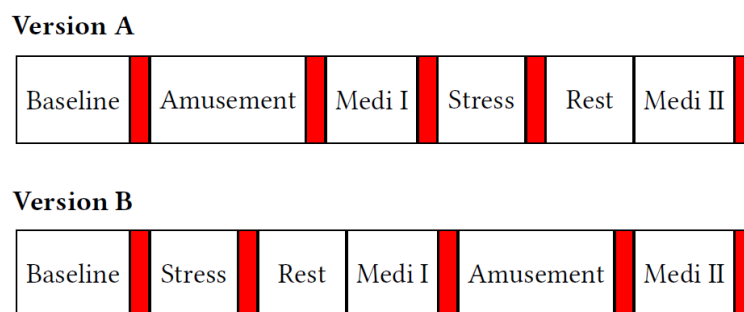 Version A
Baseline Amusement Medi I Stress Rest Medi II
Version B
Baseline Stress Rest Medi I Amusement Medi II